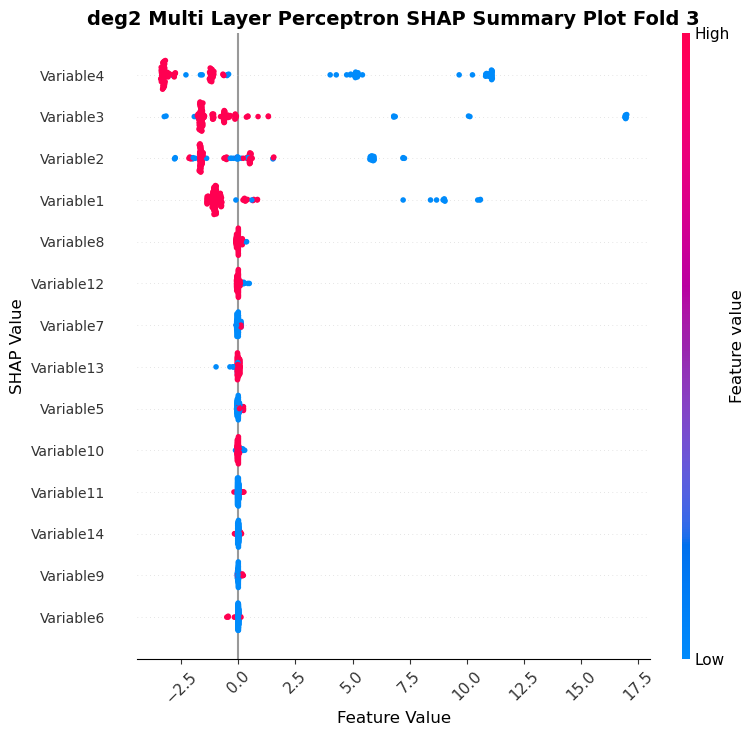 deg2 Multi Layer Perceptron SHAP Summary Plot Fold 3
High
Variable4
Variable3
Variable2
Variable1
Variable8
Variable12
Variable7
Variable13
Variable5
Variable10
Variable11
Variable14
Variable9
Variable6
SHAP Value
Feature value
Low
−2.5 0.0 2.5 5.0 7.5 10.0 12.5 15.0 17.5
Feature Value